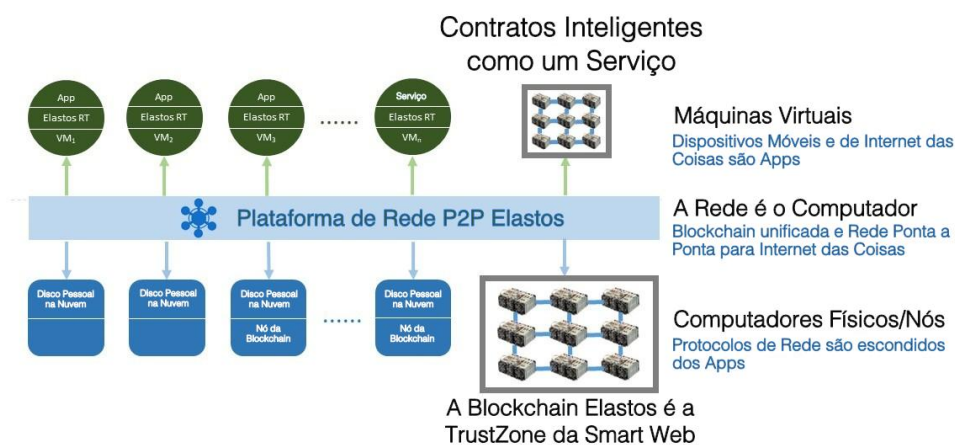 Contratos Inteligentes
como um Serviço
App
Elastos RT
VM1
App
Elastos RT
VM2
App
Elastos RT
VM3
......
Serviço
Elastos RT
VMn
Máquinas Virtuais
Dispositivos Móveis e de Internet das
Coisas são Apps
Plataforma de Rede P2P Elastos
A Rede é o Computador
Blockchain unificada e Rede Ponta a
Ponta para Internet das Coisas
Disco Pessoal
na Nuvem
Disco Pessoal
na Nuvem
Disco Pessoal
na Nuvem
Nó da
Blockchain
......
Disco Pessoal
na Nuvem
Nó da
Blockchain
Computadores Físicos/Nós
Protocolos de Rede são escondidos
dos Apps
A Blockchain Elastos é a
TrustZone da Smart Web